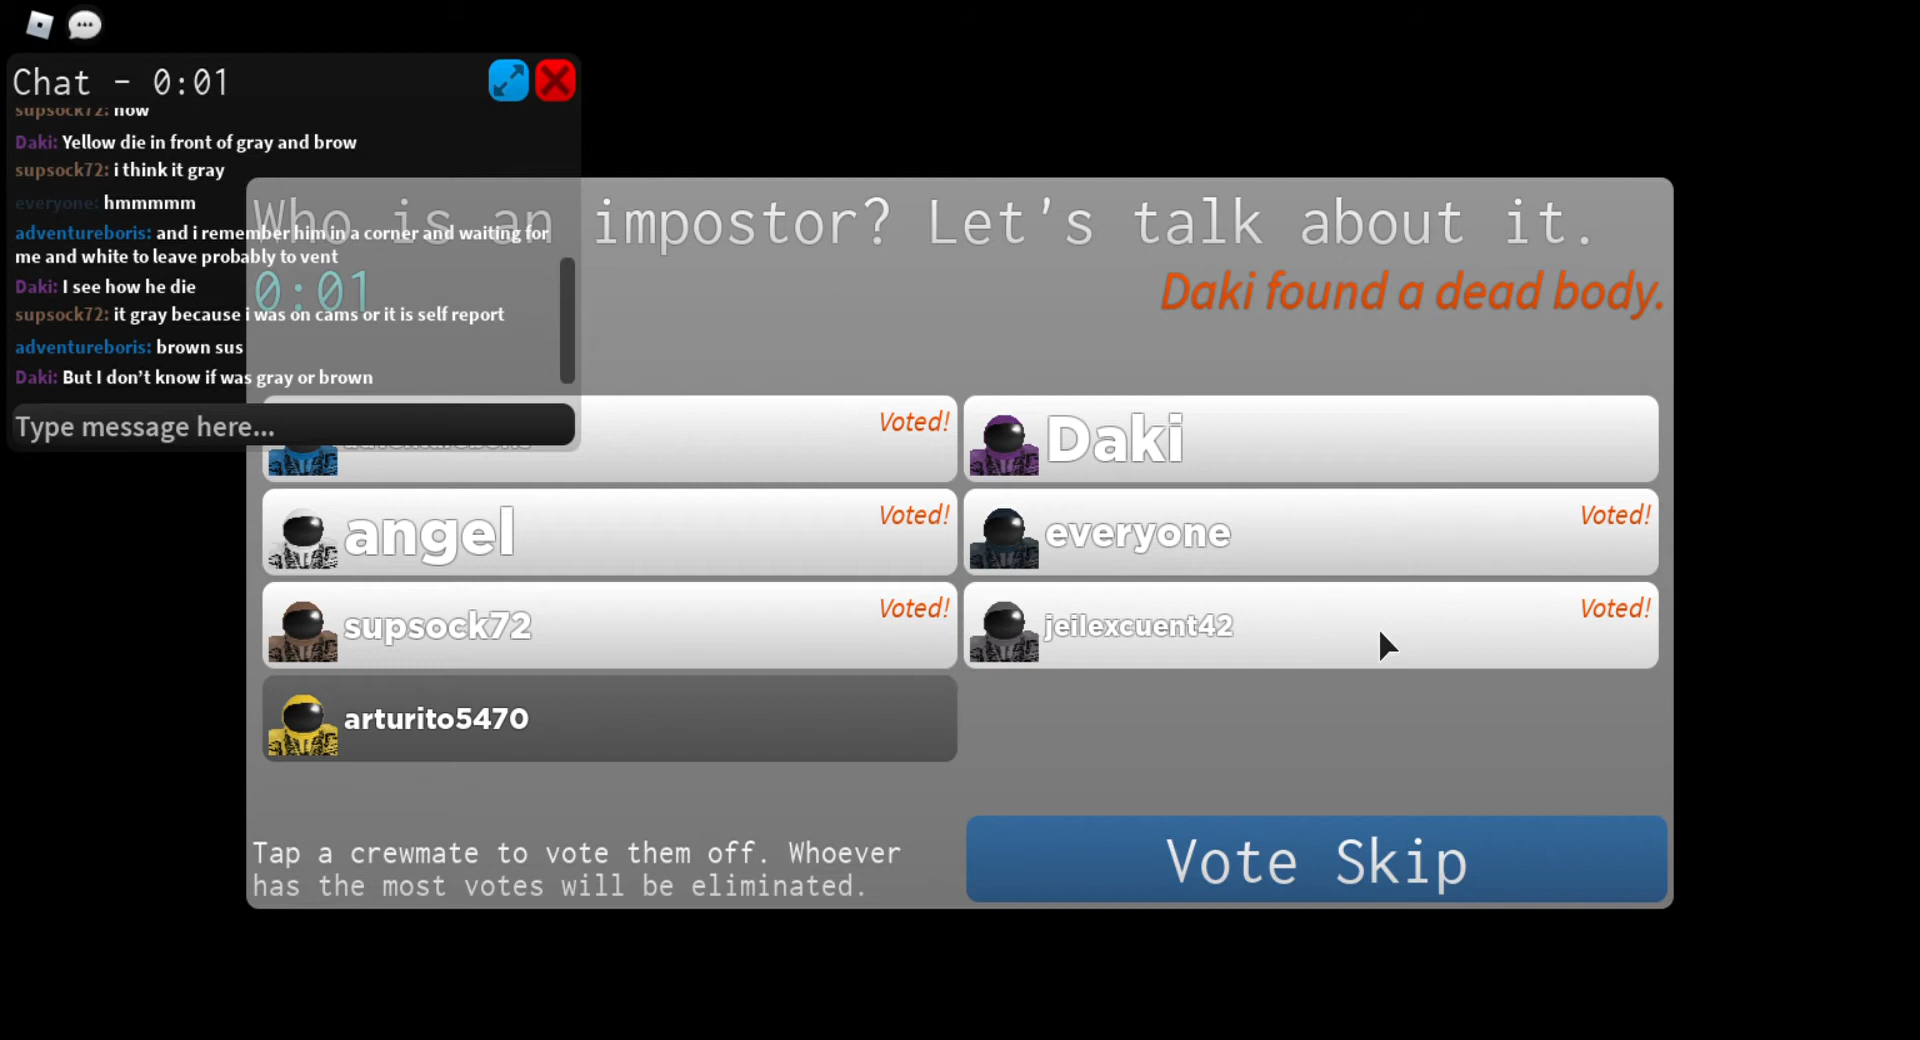 Chat - 0:01
supsock72: now
Daki: Yellow die in front of gray and brow
supsock72: i think it gray
everyone: hmmmmm
adventureboris: and i remember him in a corner and waiting for
me and white to leave probably to vent
Daki: I see how he die
supsock72: it gray because i was on cams or it is self report
adventureboris: brown sus
Daki: But I don't know if was gray or brown
Type message here...
Who is an impostor? Let's talk about it.
0:01
Daki found a dead body.
Voted!
Daki
angel
Voted!
everyone
Voted!
supsock72
Voted!
jeilexcuent42
Voted!
arturito5470
Tap a crewmate to vote them off. Whoever
has the most votes will be eliminated.
Vote Skip